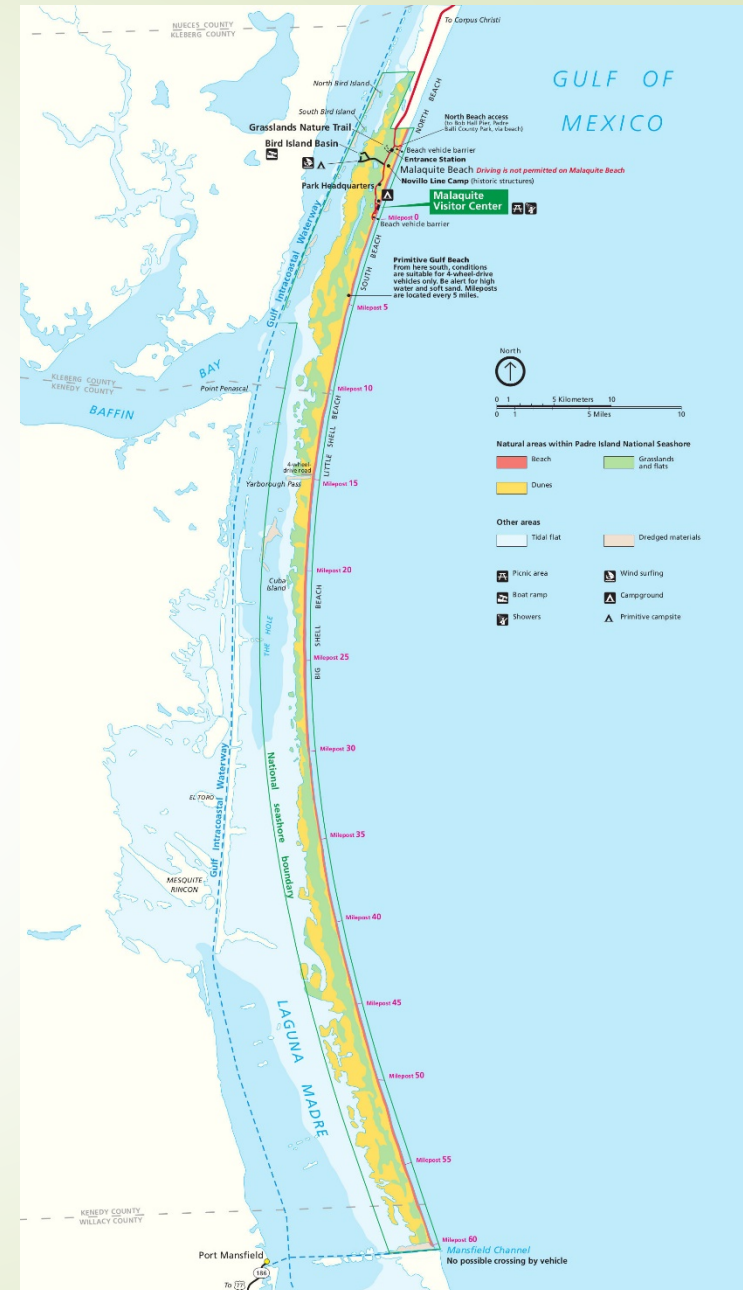 NUECES COUNTY
KLEBERG COUNTY
To Corpus Christi
GULF OF
MEXICO
North Bird Island
NORTH BEACH
South Bird Island
North Beach access
(to Bob Hall Pier, Padre
Balli County Park, via beach)
Grasslands Nature Trail
Bird Island Basin
Beach vehicle barrier
Entrance Station
Malaquite Beach Driving is not permitted on Malaquite Beach
Novillo Line Camp (historic structures)
Park Headquarters
Malaquite
Visitor Center
Milepost 0
Beach vehicle barrier
Gulf Intracoastal Waterway
SOUTH BEACH
Primitive Gulf Beach
From here south, conditions
are suitable for 4-wheel-drive
vehicles only. Be alert for high
water and soft sand. Mileposts
are located every 5 miles.
Milepost 5
North
0 1 5 Kilometers 10
0 1 5 Miles 10
KLEBERG COUNTY
KENEDY COUNTY
BAFFIN
BAY
Point Penascal
Milepost 10
LITTLE SHELL BEACH
Natural areas within Padre Island National Seashore
Beach
Grasslands
and flats
Dunes
4-wheel-
drive road
Yarborough Pass
Milepost 15
Other areas
Tidal flat
Dredged materials
Picnic area
Wind surfing
Boat ramp
Campground
Showers
Primitive campsite
Milepost 20
Cuba
Island
THE HOLE
BIG SHELL BEACH
Milepost 25
Milepost 30
National seashore boundary
Gulf Intracoastal Waterway
EL TORO
Milepost 35
MESQUITE
RINCON
Milepost 40
Milepost 45
LAGUNA MADRE
Milepost 50
Milepost 55
KENEDY COUNTY
WILLACY COUNTY
Milepost 60
Mansfield Channel
No possible crossing by vehicle
Port Mansfield
186
To 77